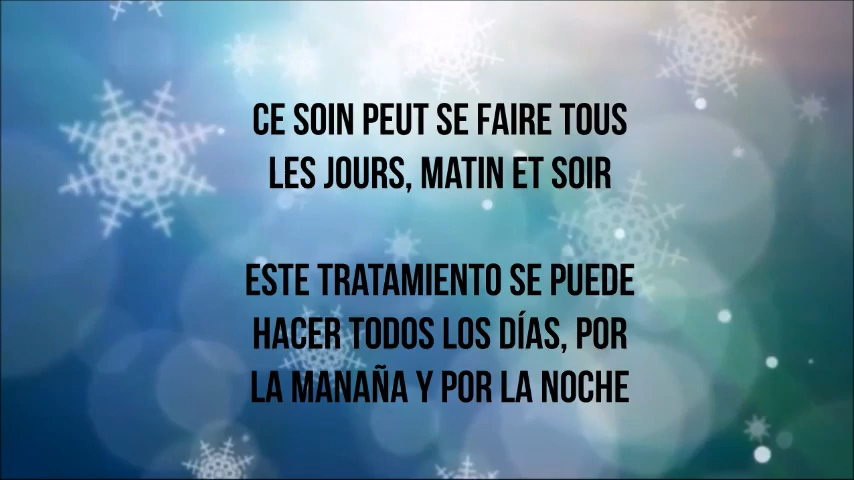 CE SOIN PEUT SE FAIRE TOUS
LES JOURS, MATIN ET SOIR
ESTE TRATAMIENTO SE PUEDE
HACER TODOS LOS DÍAS, POR
LA MANAÑA Y POR LA NOCHE